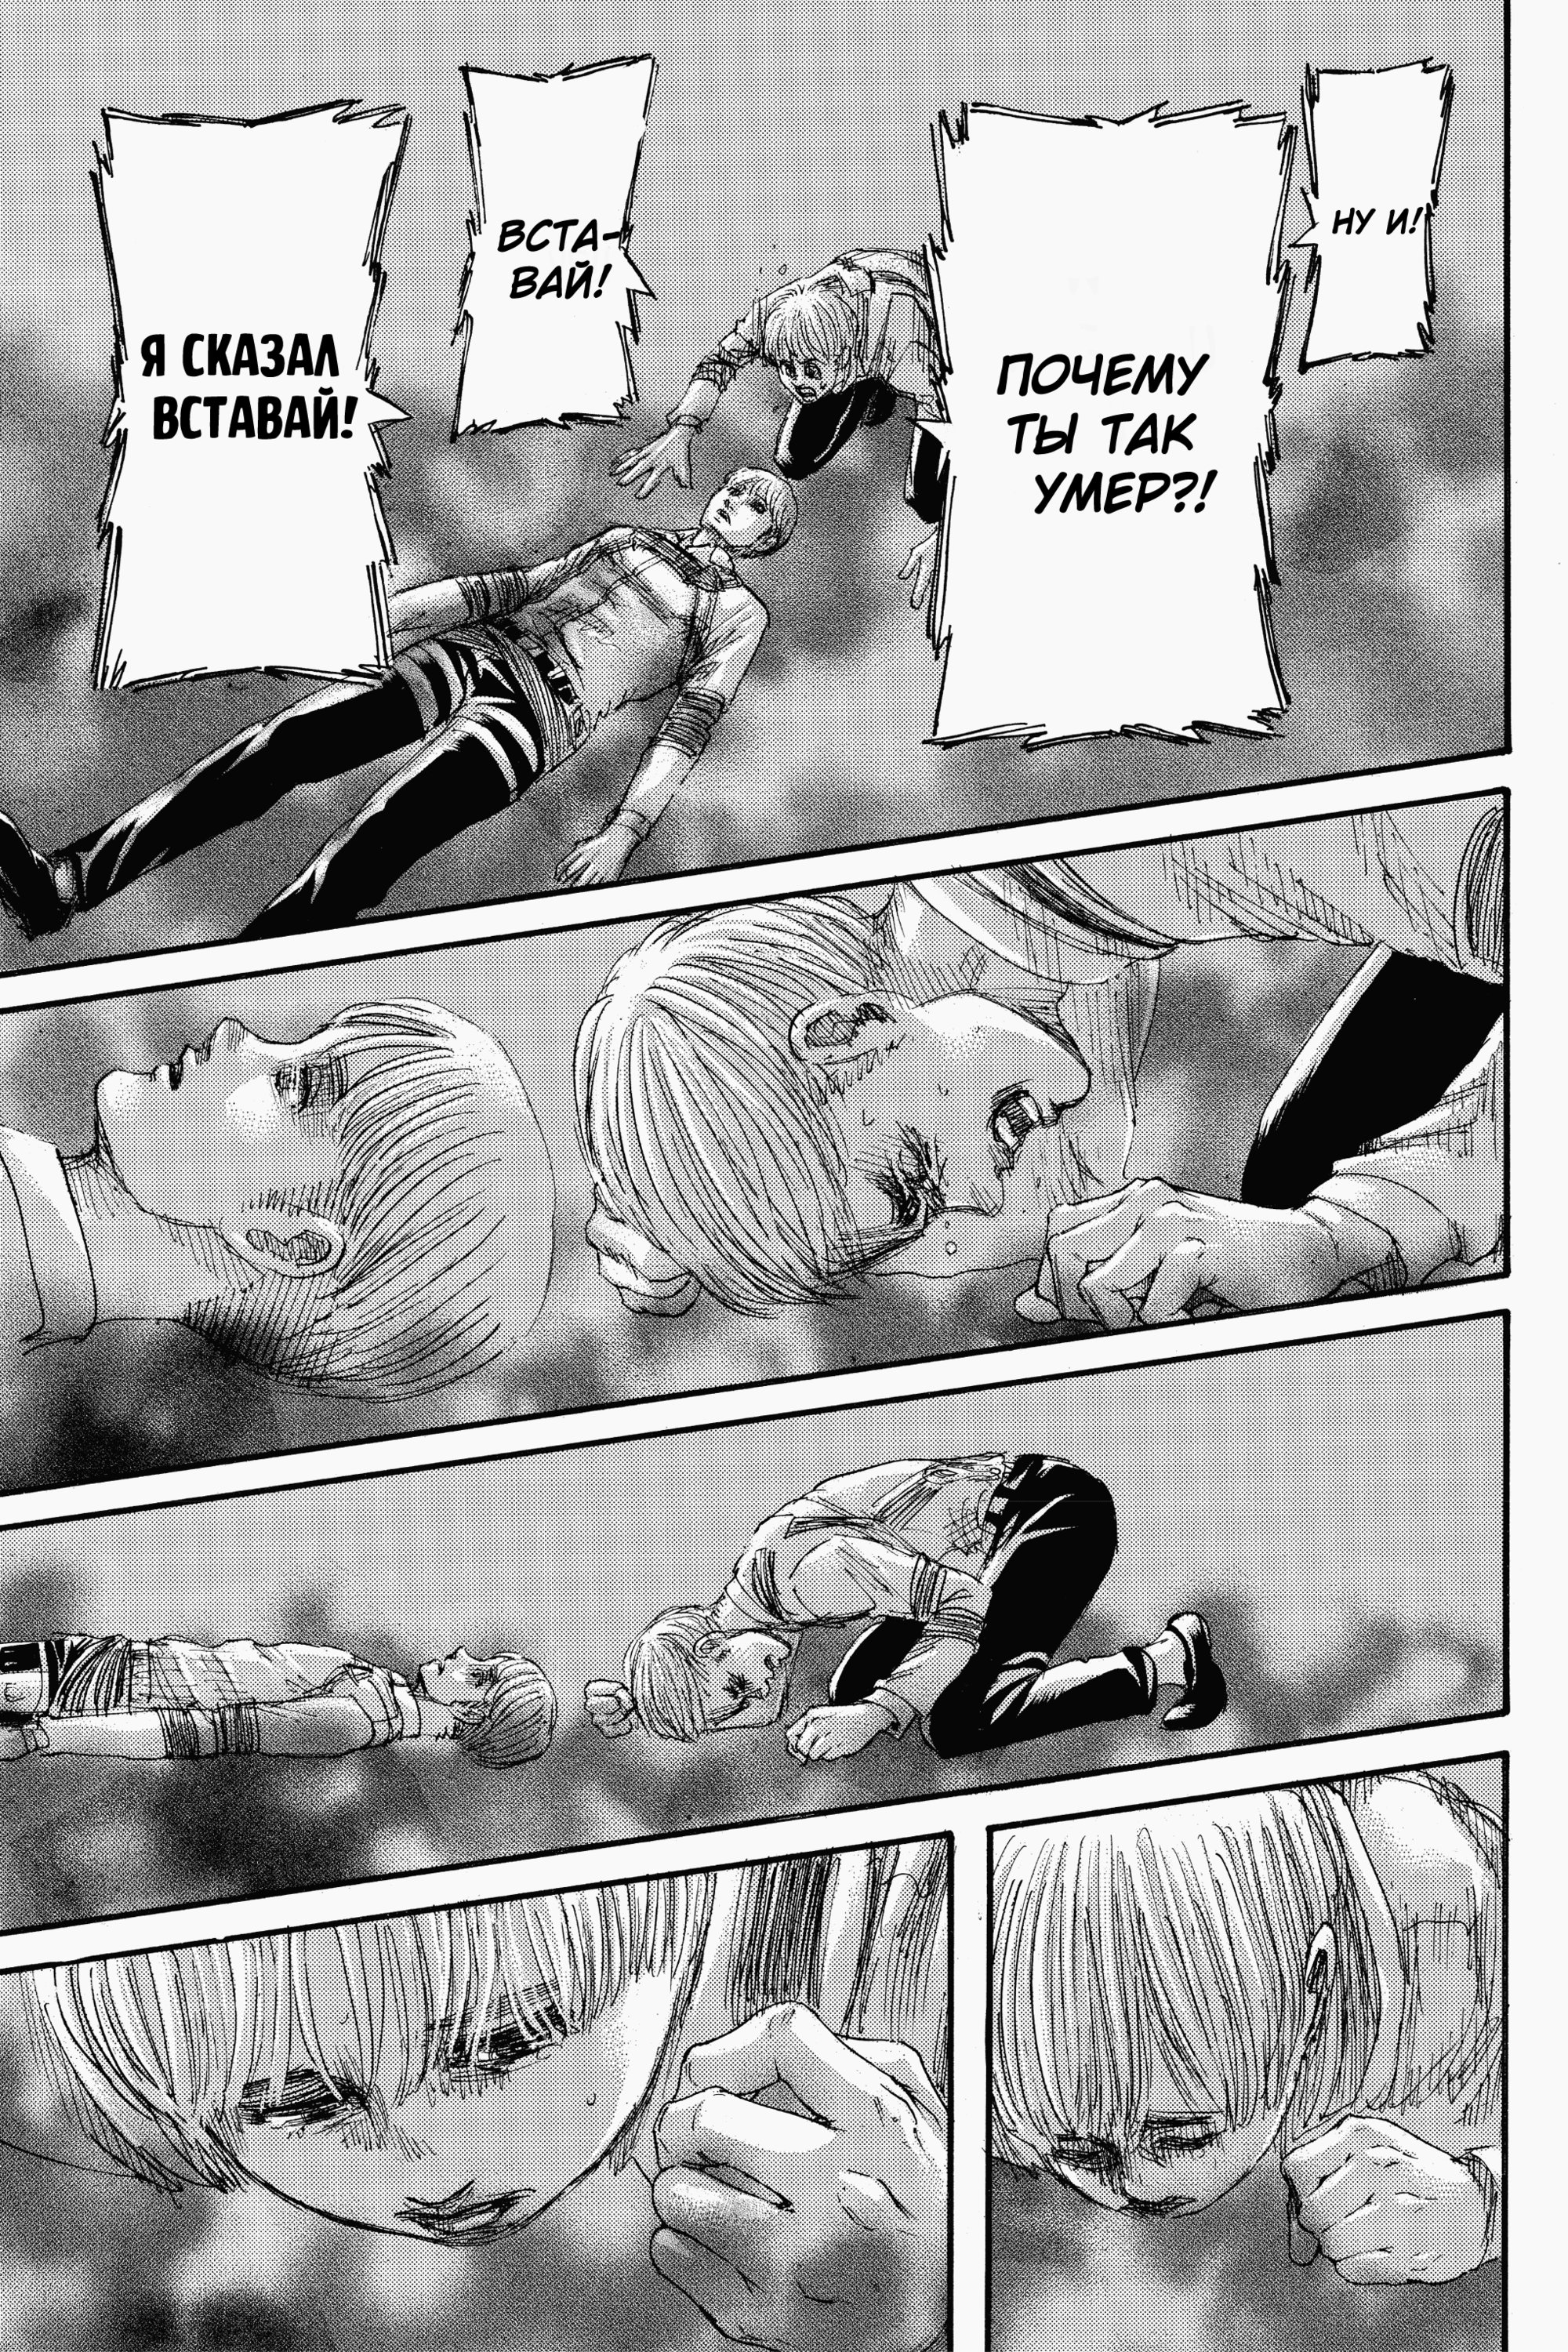 НУ И!
ПОЧЕМУ
ТЫ ТАК
УМЕР?!
ВСТА-
ВАЙ!
Я СКАЗАЛ
ВСТАВАЙ!